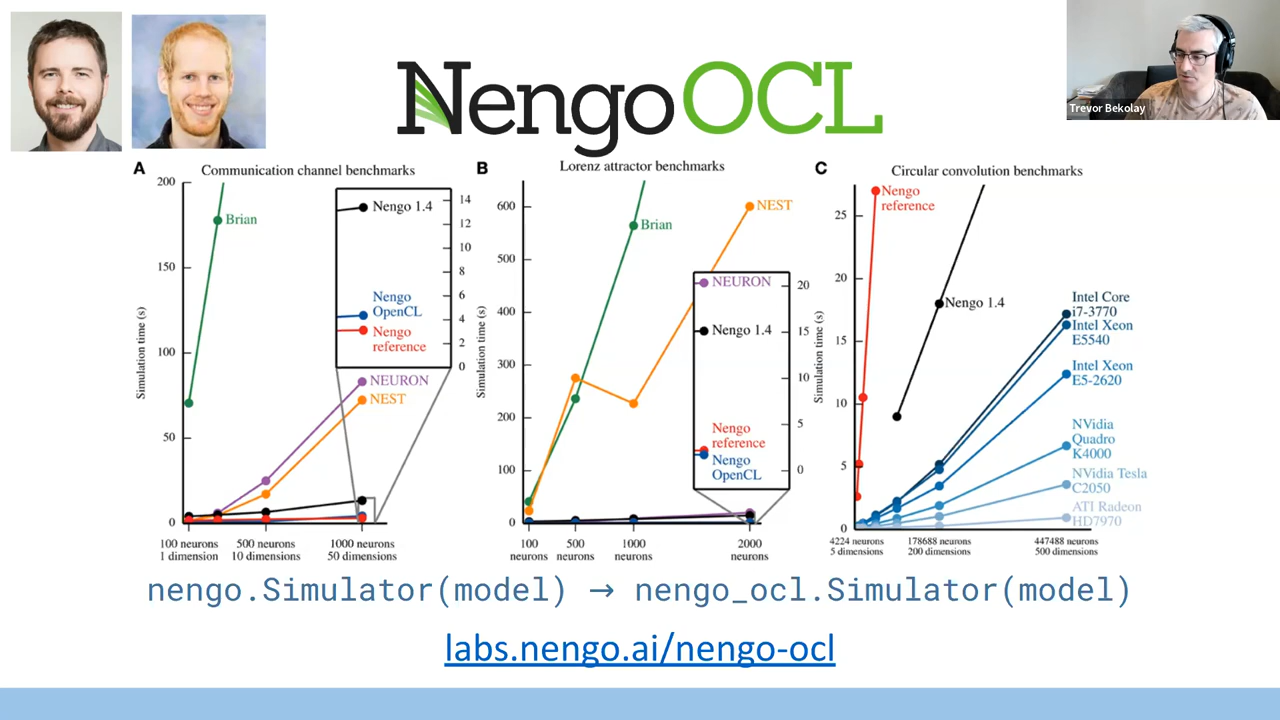 Nengo OCL
Trevor Bekolay
A
Communication channel benchmarks
Simulation time (s)
200
150
100
50
0
Brian
Nengo 1.4
Nengo
OpenCL
Nengo
reference
14
12
10
8
6
4
2
0
NEURON
NEST
100 neurons
1 dimension
500 neurons
10 dimensions
1000 neurons
50 dimensions
B
Lorenz attractor benchmarks
Simulation time (s)
600
500
400
300
200
100
0
Brian
NEST
NEURON
Nengo 1.4
Nengo
reference
Nengo
OpenCL
20
15
10
5
0
100
neurons
500
neurons
1000
neurons
2000
neurons
C
Circular convolution benchmarks
Simulation time (s)
25
20
15
10
5
0
Nengo
reference
Nengo 1.4
Intel Core
i7-3770
Intel Xeon
E5540
Intel Xeon
E5-2620
NVidia
Quadro
K4000
NVidia Tesla
C2050
ATI Radeon
HD7970
4224 neurons
5 dimensions
178688 neurons
200 dimensions
447488 neurons
500 dimensions
nengo.Simulator(model) → nengo_ocl.Simulator(model)
labs.nengo.ai/nengo-ocl